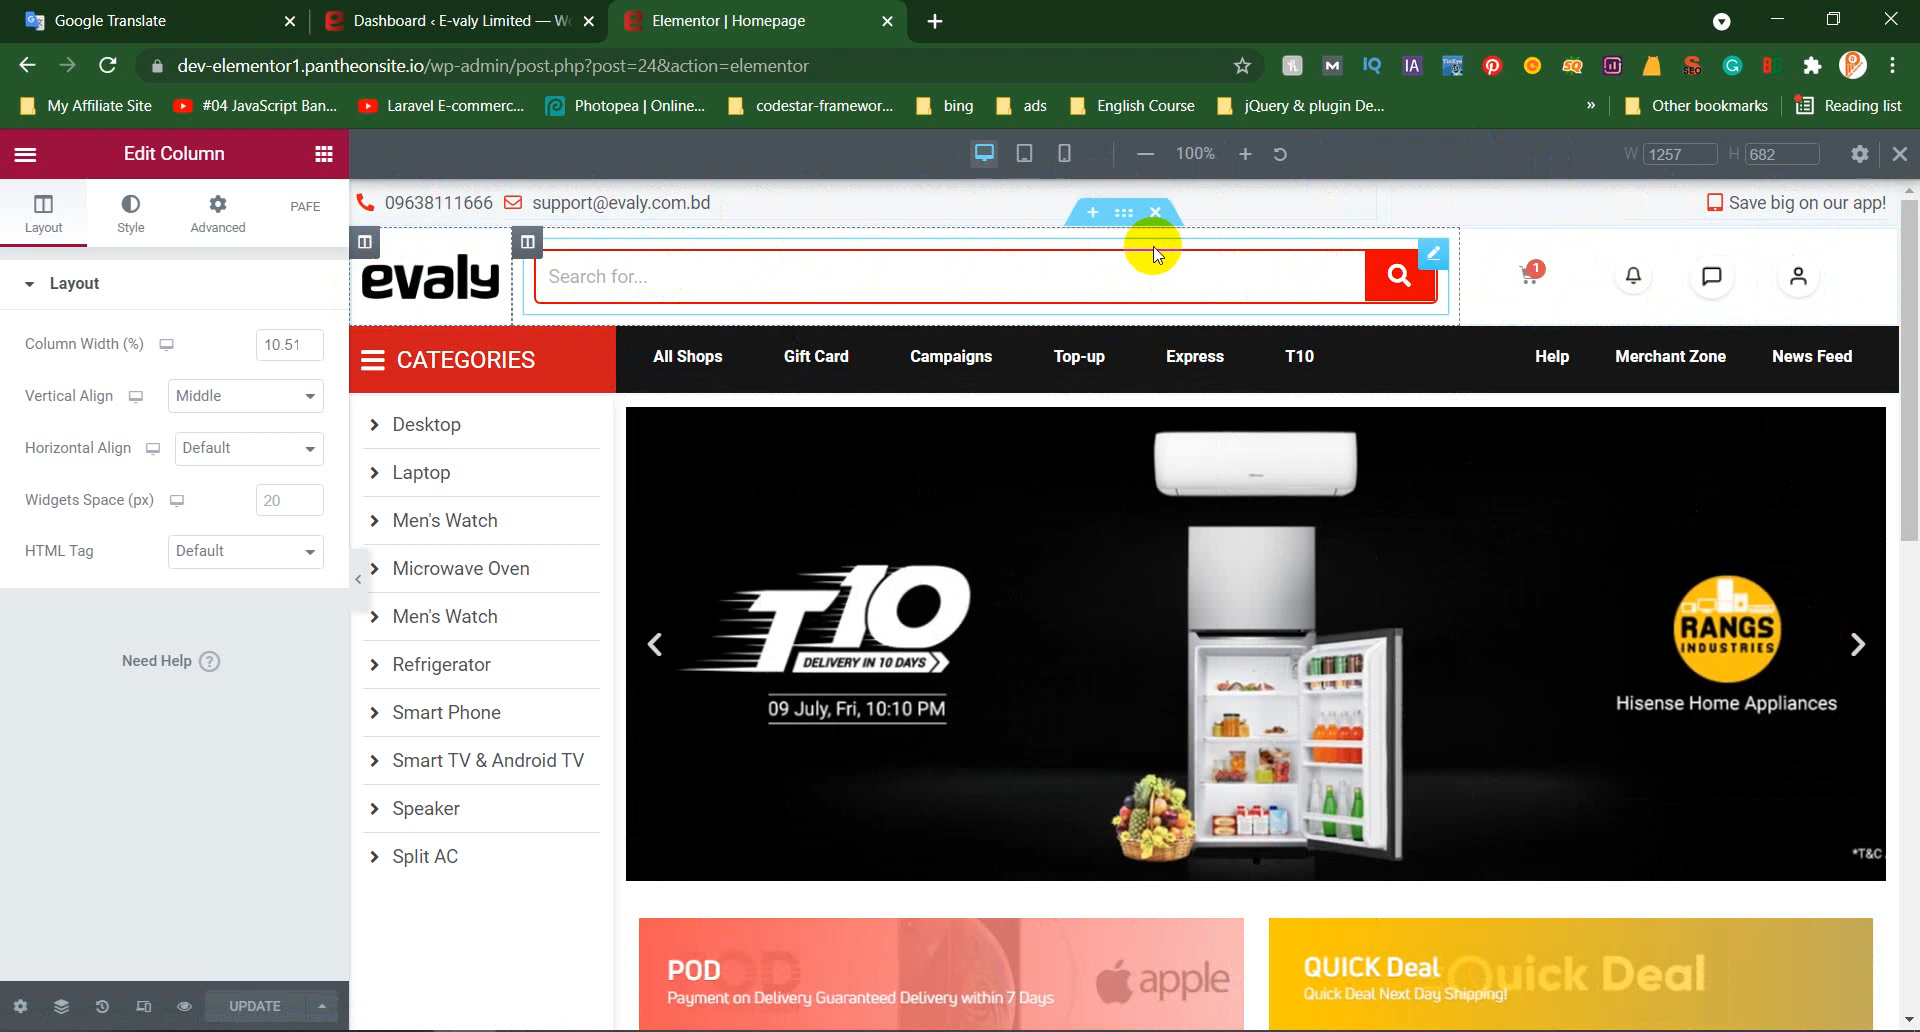 Google Translate
Dashboard ‹ E-valy Limited — W
Elementor | Homepage
dev-elementor1.pantheonsite.io/wp-admin/post.php?post=24&action=elementor
My Affiliate Site
#04 JavaScript Ban...
Laravel E-commerc...
Photopea | Online...
codestar-framewor...
bing
ads
English Course
jQuery & plugin De...
»
Other bookmarks
Reading list
Edit Column
100%
W 1257
H 682
Layout
Style
Advanced
PAFE
09638111666
support@evaly.com.bd
Save big on our app!
evaly
Search for...
1
Layout
Column Width (%)
10.51
Vertical Align
Middle
Horizontal Align
Default
Widgets Space (px)
20
HTML Tag
Default
Need Help
UPDATE
CATEGORIES
All Shops
Gift Card
Campaigns
Top-up
Express
T10
Help
Merchant Zone
News Feed
Desktop
Laptop
Men's Watch
Microwave Oven
Men's Watch
Refrigerator
Smart Phone
Smart TV & Android TV
Speaker
Split AC
T10
DELIVERY IN 10 DAYS
09 July, Fri, 10:10 PM
RANGS
INDUSTRIES
Hisense Home Appliances
*T&C
POD
Payment on Delivery Guaranteed Delivery within 7 Days
apple
QUICK Deal
Quick Deal Next Day Shipping!
Quick Deal